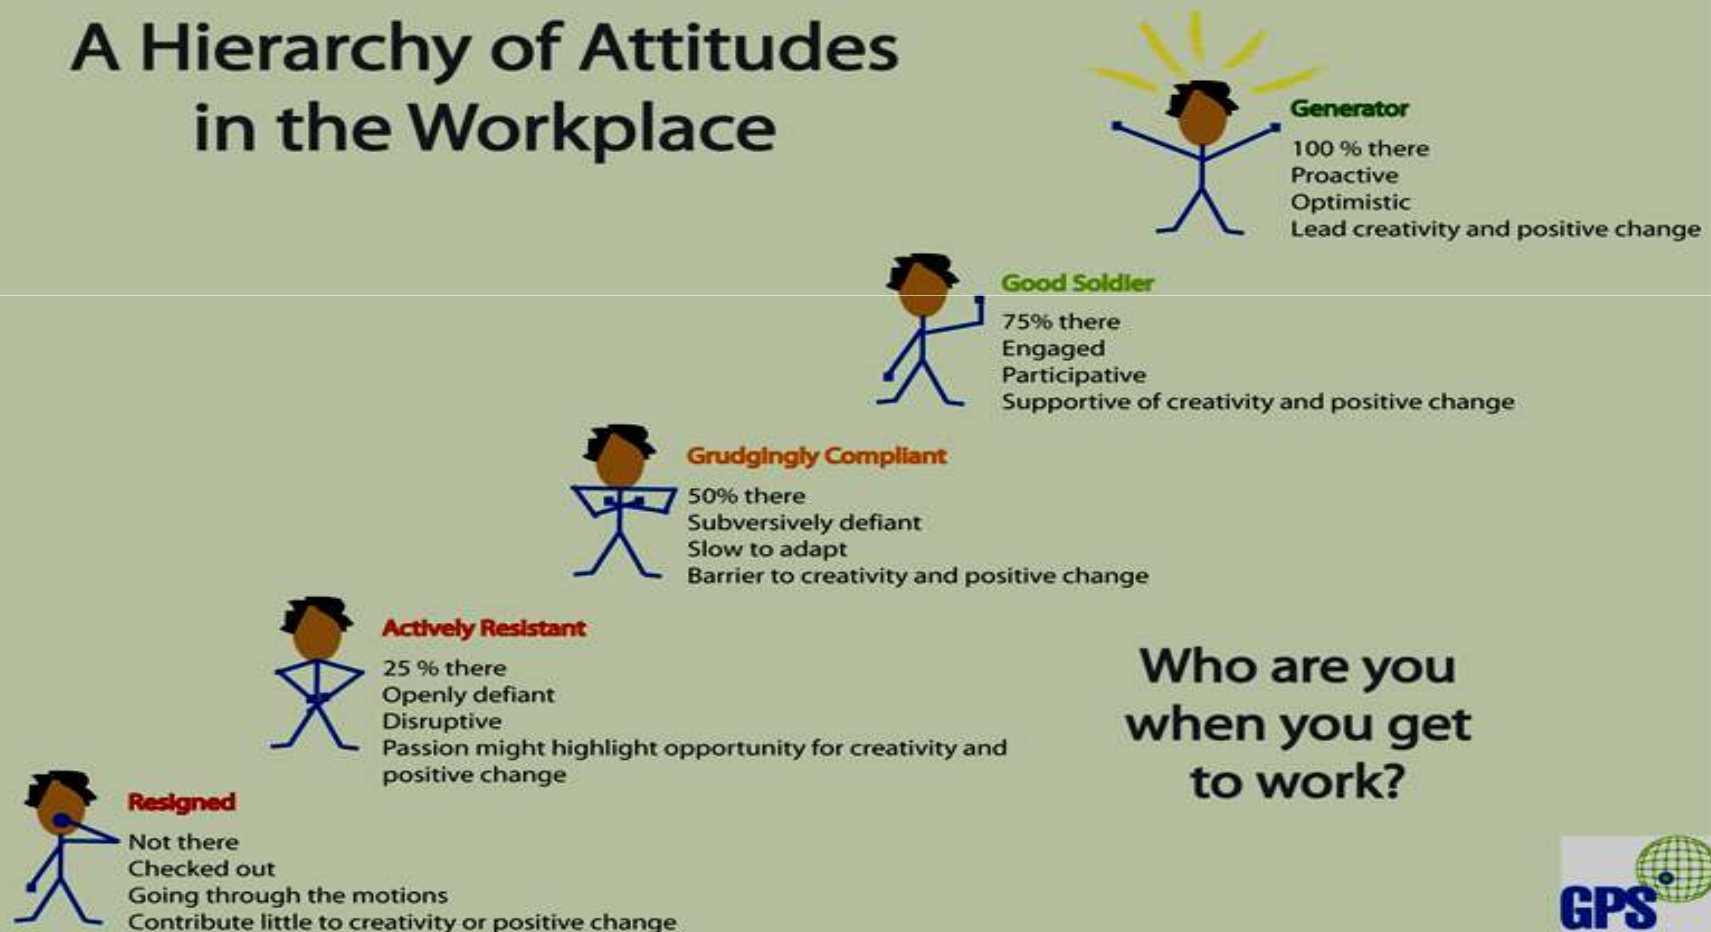 A Hierarchy of Attitudes
in the Workplace
Generator
100 % there
Proactive
Optimistic
Lead creativity and positive change
Good Soldier
75% there
Engaged
Participative
Supportive of creativity and positive change
Grudgingly Compliant
50% there
Subversively defiant
Slow to adapt
Barrier to creativity and positive change
Actively Resistant
25 % there
Openly defiant
Disruptive
Passion might highlight opportunity for creativity and
positive change
Resigned
Not there
Checked out
Going through the motions
Contribute little to creativity or positive change
Who are you
when you get
to work?
GPS